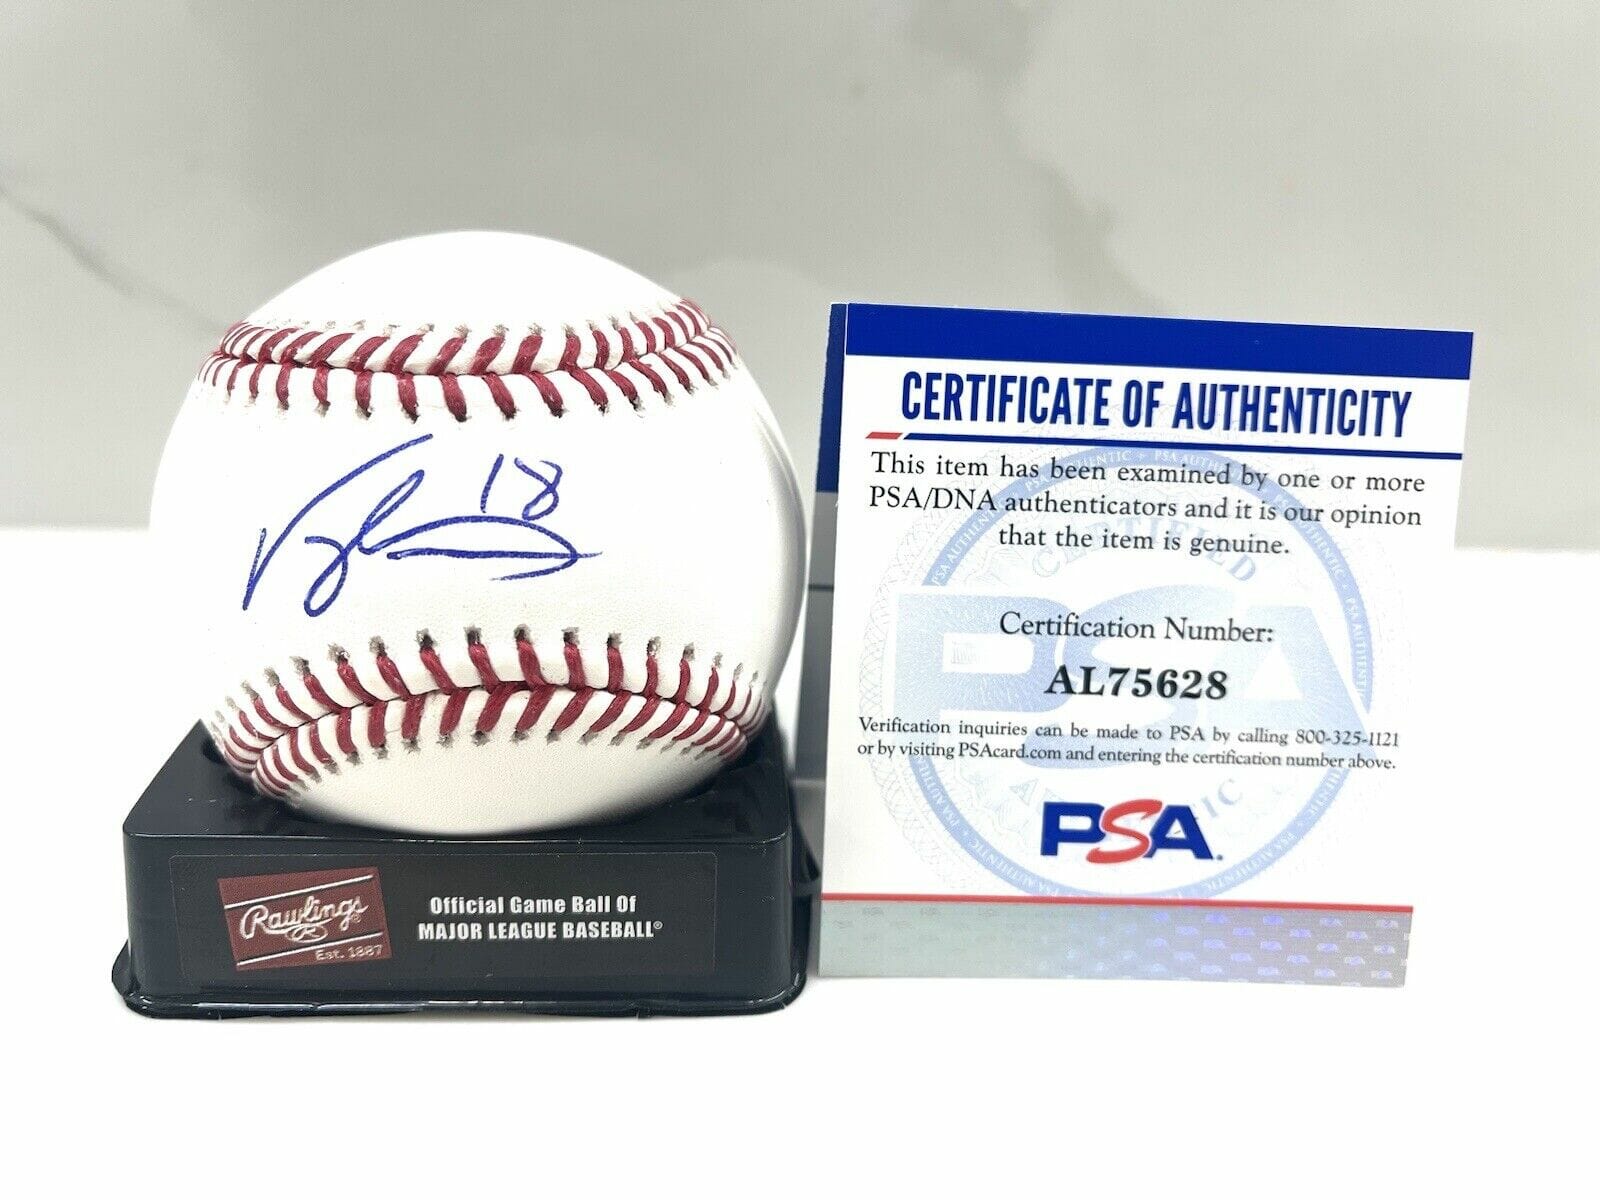 18
Rawlings
R
Est. 1887
Official Game Ball Of
MAJOR LEAGUE BASEBALL®
CERTIFICATE OF AUTHENTICITY
This item has been examined by one or more
PSA/DNA authenticators and it is our opinion
that the item is genuine.
Certification Number:
AL75628
Verification inquiries can be made to PSA by calling 800-325-1121
or by visiting PSAcard.com and entering the certification number above.
PSA.
CERTIFIED
PSA